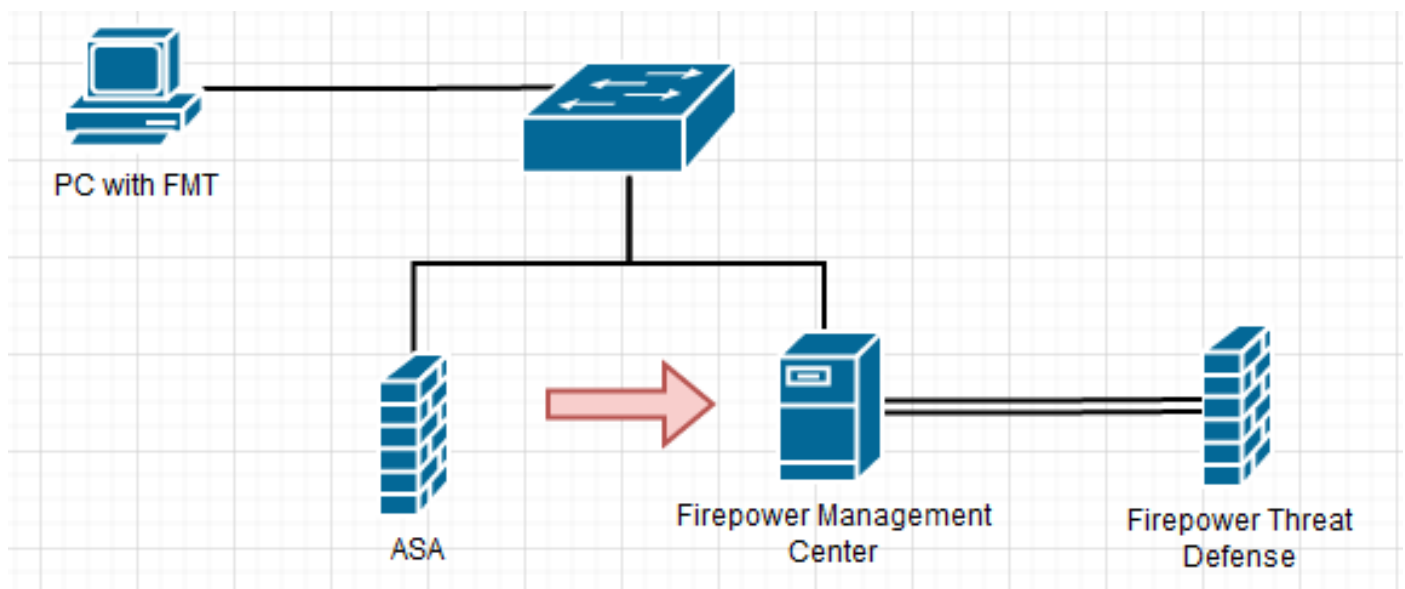 PC with FMT
ASA
Firepower Management
Center
Firepower Threat
Defense